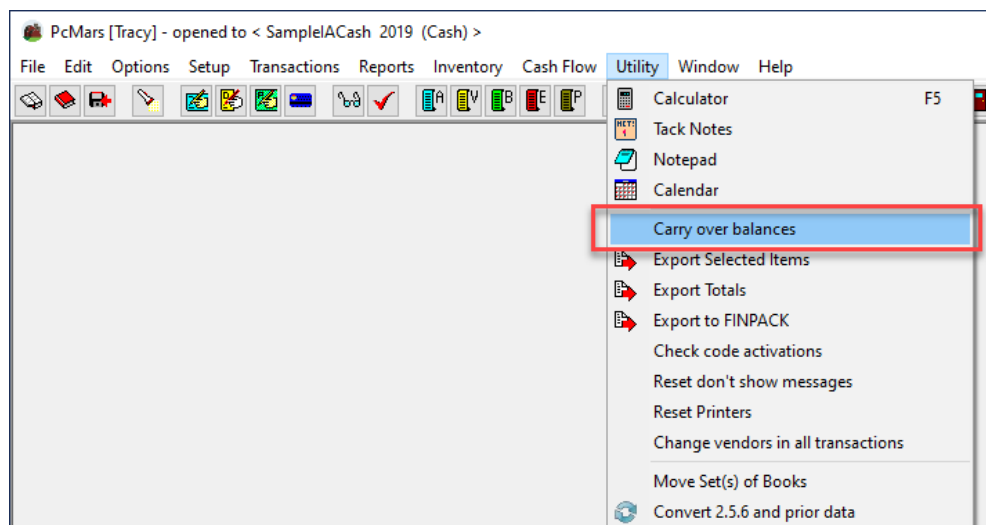 PcMars [Tracy] - opened to < SampleIACash 2019 (Cash) >
File Edit Options Setup Transactions Reports Inventory Cash Flow Utility Window Help
A V B E P
Calculator F5
HEY!
1
Tack Notes
Notepad
Calendar
Carry over balances
Export Selected Items
Export Totals
Export to FINPACK
Check code activations
Reset don't show messages
Reset Printers
Change vendors in all transactions
Move Set(s) of Books
Convert 2.5.6 and prior data